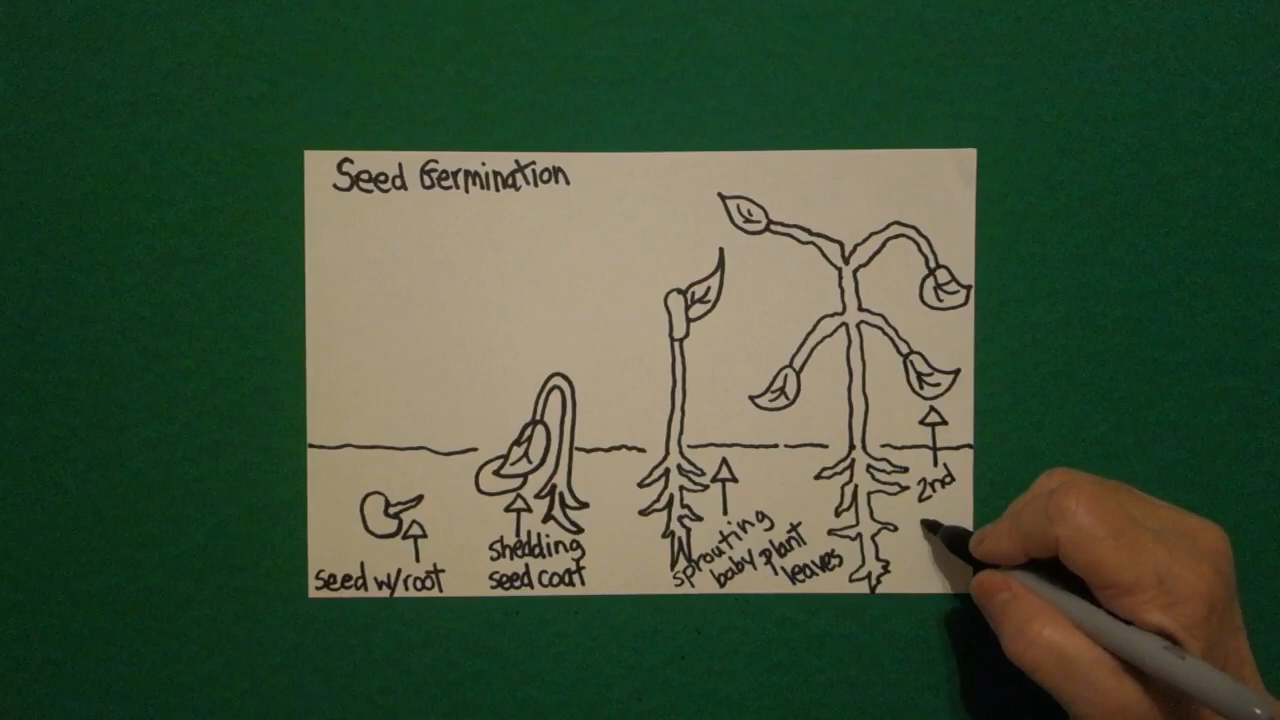 Seed Germination
seed w/root
shedding
seed coat
sprouting
baby plant
leaves
2nd